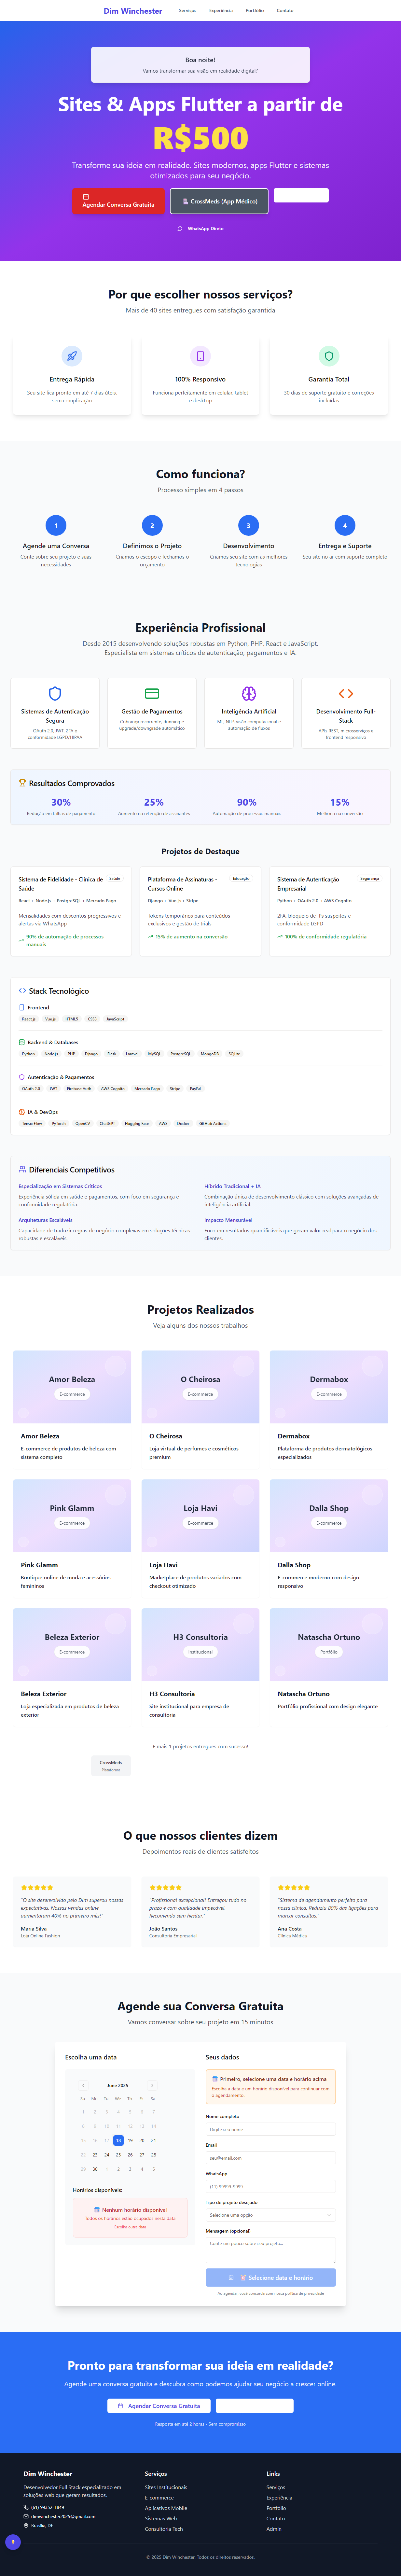 Dim Winchester
Serviços
Experiência
Portfólio
Contato
Boa noite!
Vamos transformar sua visão em realidade digital!
Sites & Apps Flutter a partir de
R$500
Transforme sua ideia em realidade. Sites modernos, apps Flutter e sistemas
otimizados para seu negócio.
Agendar Conversa Gratuita
CrossMeds (App Médico)
WhatsApp Direto
Por que escolher nossos serviços?
Mais de 40 sites entregues com satisfação garantida
Entrega Rápida
Seu site fica pronto em até 7 dias úteis,
sem complicação
100% Responsivo
Funciona perfeitamente em celular, tablet
e desktop
Garantia Total
30 dias de suporte gratuito e correções
incluídas
Como funciona?
Processo simples em 4 passos
1
2
3
4
Agende uma Conversa
Conte sobre seu projeto e suas
necessidades
Definimos o Projeto
Criamos o escopo e fechamos o
orçamento
Desenvolvimento
Criamos seu site com as melhores
tecnologias
Entrega e Suporte
Seu site no ar com suporte completo
Experiência Profissional
Desde 2015 desenvolvendo soluções robustas em Python, PHP, React e JavaScript.
Especialista em sistemas críticos de autenticação, pagamentos e IA.
Sistemas de Autenticação
Segura
OAuth 2.0, JWT, 2FA e
conformidade LGPD/HIPAA
Gestão de Pagamentos
Cobrança recorrente, dunning e
upgrade/downgrade automático
Inteligência Artificial
ML, NLP, visão computacional e
automação de fluxos
Desenvolvimento Full-
Stack
APIs REST, microsserviços e
frontend responsivo
Resultados Comprovados
30%
Redução em falhas de pagamento
25%
Aumento na retenção de assinantes
90%
Automação de processos manuais
15%
Melhoria na conversão
Projetos de Destaque
Sistema de Fidelidade - Clínica de
Saúde
Saúde
React + Node.js + PostgreSQL + Mercado Pago
Mensalidades com descontos progressivos e
alertas via WhatsApp
90% de automação de processos
manuais
Plataforma de Assinaturas -
Cursos Online
Educação
Django + Vue.js + Stripe
Tokens temporários para conteúdos
exclusivos e gestão de trials
15% de aumento na conversão
Sistema de Autenticação
Empresarial
Segurança
Python + OAuth 2.0 + AWS Cognito
2FA, bloqueio de IPs suspeitos e
conformidade LGPD
100% de conformidade regulatória
Stack Tecnológico
Frontend
React.js
Vue.js
HTML5
CSS3
JavaScript
Backend & Databases
Python
Node.js
PHP
Django
Flask
Laravel
MySQL
PostgreSQL
MongoDB
SQLite
Autenticação & Pagamentos
OAuth 2.0
JWT
Firebase Auth
AWS Cognito
Mercado Pago
Stripe
PayPal
IA & DevOps
TensorFlow
PyTorch
OpenCV
ChatGPT
Hugging Face
AWS
Docker
GitHub Actions
Diferenciais Competitivos
Especialização em Sistemas Críticos
Experiência sólida em saúde e pagamentos, com foco em segurança e
conformidade regulatória.
Híbrido Tradicional + IA
Combinação única de desenvolvimento clássico com soluções avançadas de
inteligência artificial.
Arquiteturas Escaláveis
Capacidade de traduzir regras de negócio complexas em soluções técnicas
robustas e escaláveis.
Impacto Mensurável
Foco em resultados quantificáveis que geram valor real para o negócio dos
clientes.
Projetos Realizados
Veja alguns dos nossos trabalhos
Amor Beleza
E-commerce
Amor Beleza
E-commerce de produtos de beleza com
sistema completo
O Cheirosa
E-commerce
O Cheirosa
Loja virtual de perfumes e cosméticos
premium
Dermabox
E-commerce
Dermabox
Plataforma de produtos dermatológicos
especializados
Pink Glamm
E-commerce
Pink Glamm
Boutique online de moda e acessórios
femininos
Loja Havi
E-commerce
Loja Havi
Marketplace de produtos variados com
checkout otimizado
Dalla Shop
E-commerce
Dalla Shop
E-commerce moderno com design
responsivo
Beleza Exterior
E-commerce
Beleza Exterior
Loja especializada em produtos de beleza
exterior
H3 Consultoria
Institucional
H3 Consultoria
Site institucional para empresa de
consultoria
Natascha Ortuno
Portfólio
Natascha Ortuno
Portfólio profissional com design elegante
E mais 1 projetos entregues com sucesso!
CrossMeds
Plataforma
O que nossos clientes dizem
Depoimentos reais de clientes satisfeitos
"O site desenvolvido pelo Dim superou nossas
expectativas. Nossas vendas online
aumentaram 40% no primeiro mês!"
Maria Silva
Loja Online Fashion
"Profissional excepcional! Entregou tudo no
prazo e com qualidade impecável.
Recomendo sem hesitar."
João Santos
Consultoria Empresarial
"Sistema de agendamento perfeito para
nossa clínica. Reduziu 80% das ligações para
marcar consultas."
Ana Costa
Clínica Médica
Agende sua Conversa Gratuita
Vamos conversar sobre seu projeto em 15 minutos
Escolha uma data
June 2025
Su Mo Tu We Th Fr Sa
1 2 3 4 5 6 7
8 9 10 11 12 13 14
15 16 17 18 19 20 21
22 23 24 25 26 27 28
29 30 1 2 3 4 5
Horários disponíveis:
Nenhum horário disponível
Todos os horários estão ocupados nesta data
Escolha outra data
Seus dados
Primeiro, selecione uma data e horário acima
Escolha a data e um horário disponível para continuar com
o agendamento.
Nome completo
Digite seu nome
Email
seu@email.com
WhatsApp
(11) 99999-9999
Tipo de projeto desejado
Selecione uma opção
Mensagem (opcional)
Conte um pouco sobre seu projeto...
Selecione data e horário
Ao agendar, você concorda com nossa política de privacidade
Pronto para transformar sua ideia em realidade?
Agende uma conversa gratuita e descubra como podemos ajudar seu negócio a crescer online.
Agendar Conversa Gratuita
Resposta em até 2 horas • Sem compromisso
Dim Winchester
Desenvolvedor Full Stack especializado em
soluções web que geram resultados.
(61) 99352-1849
dimwinchester2025@gmail.com
Brasília, DF
Serviços
Sites Institucionais
E-commerce
Aplicativos Mobile
Sistemas Web
Consultoria Tech
Links
Serviços
Experiência
Portfólio
Contato
Admin
© 2025 Dim Winchester. Todos os direitos reservados.